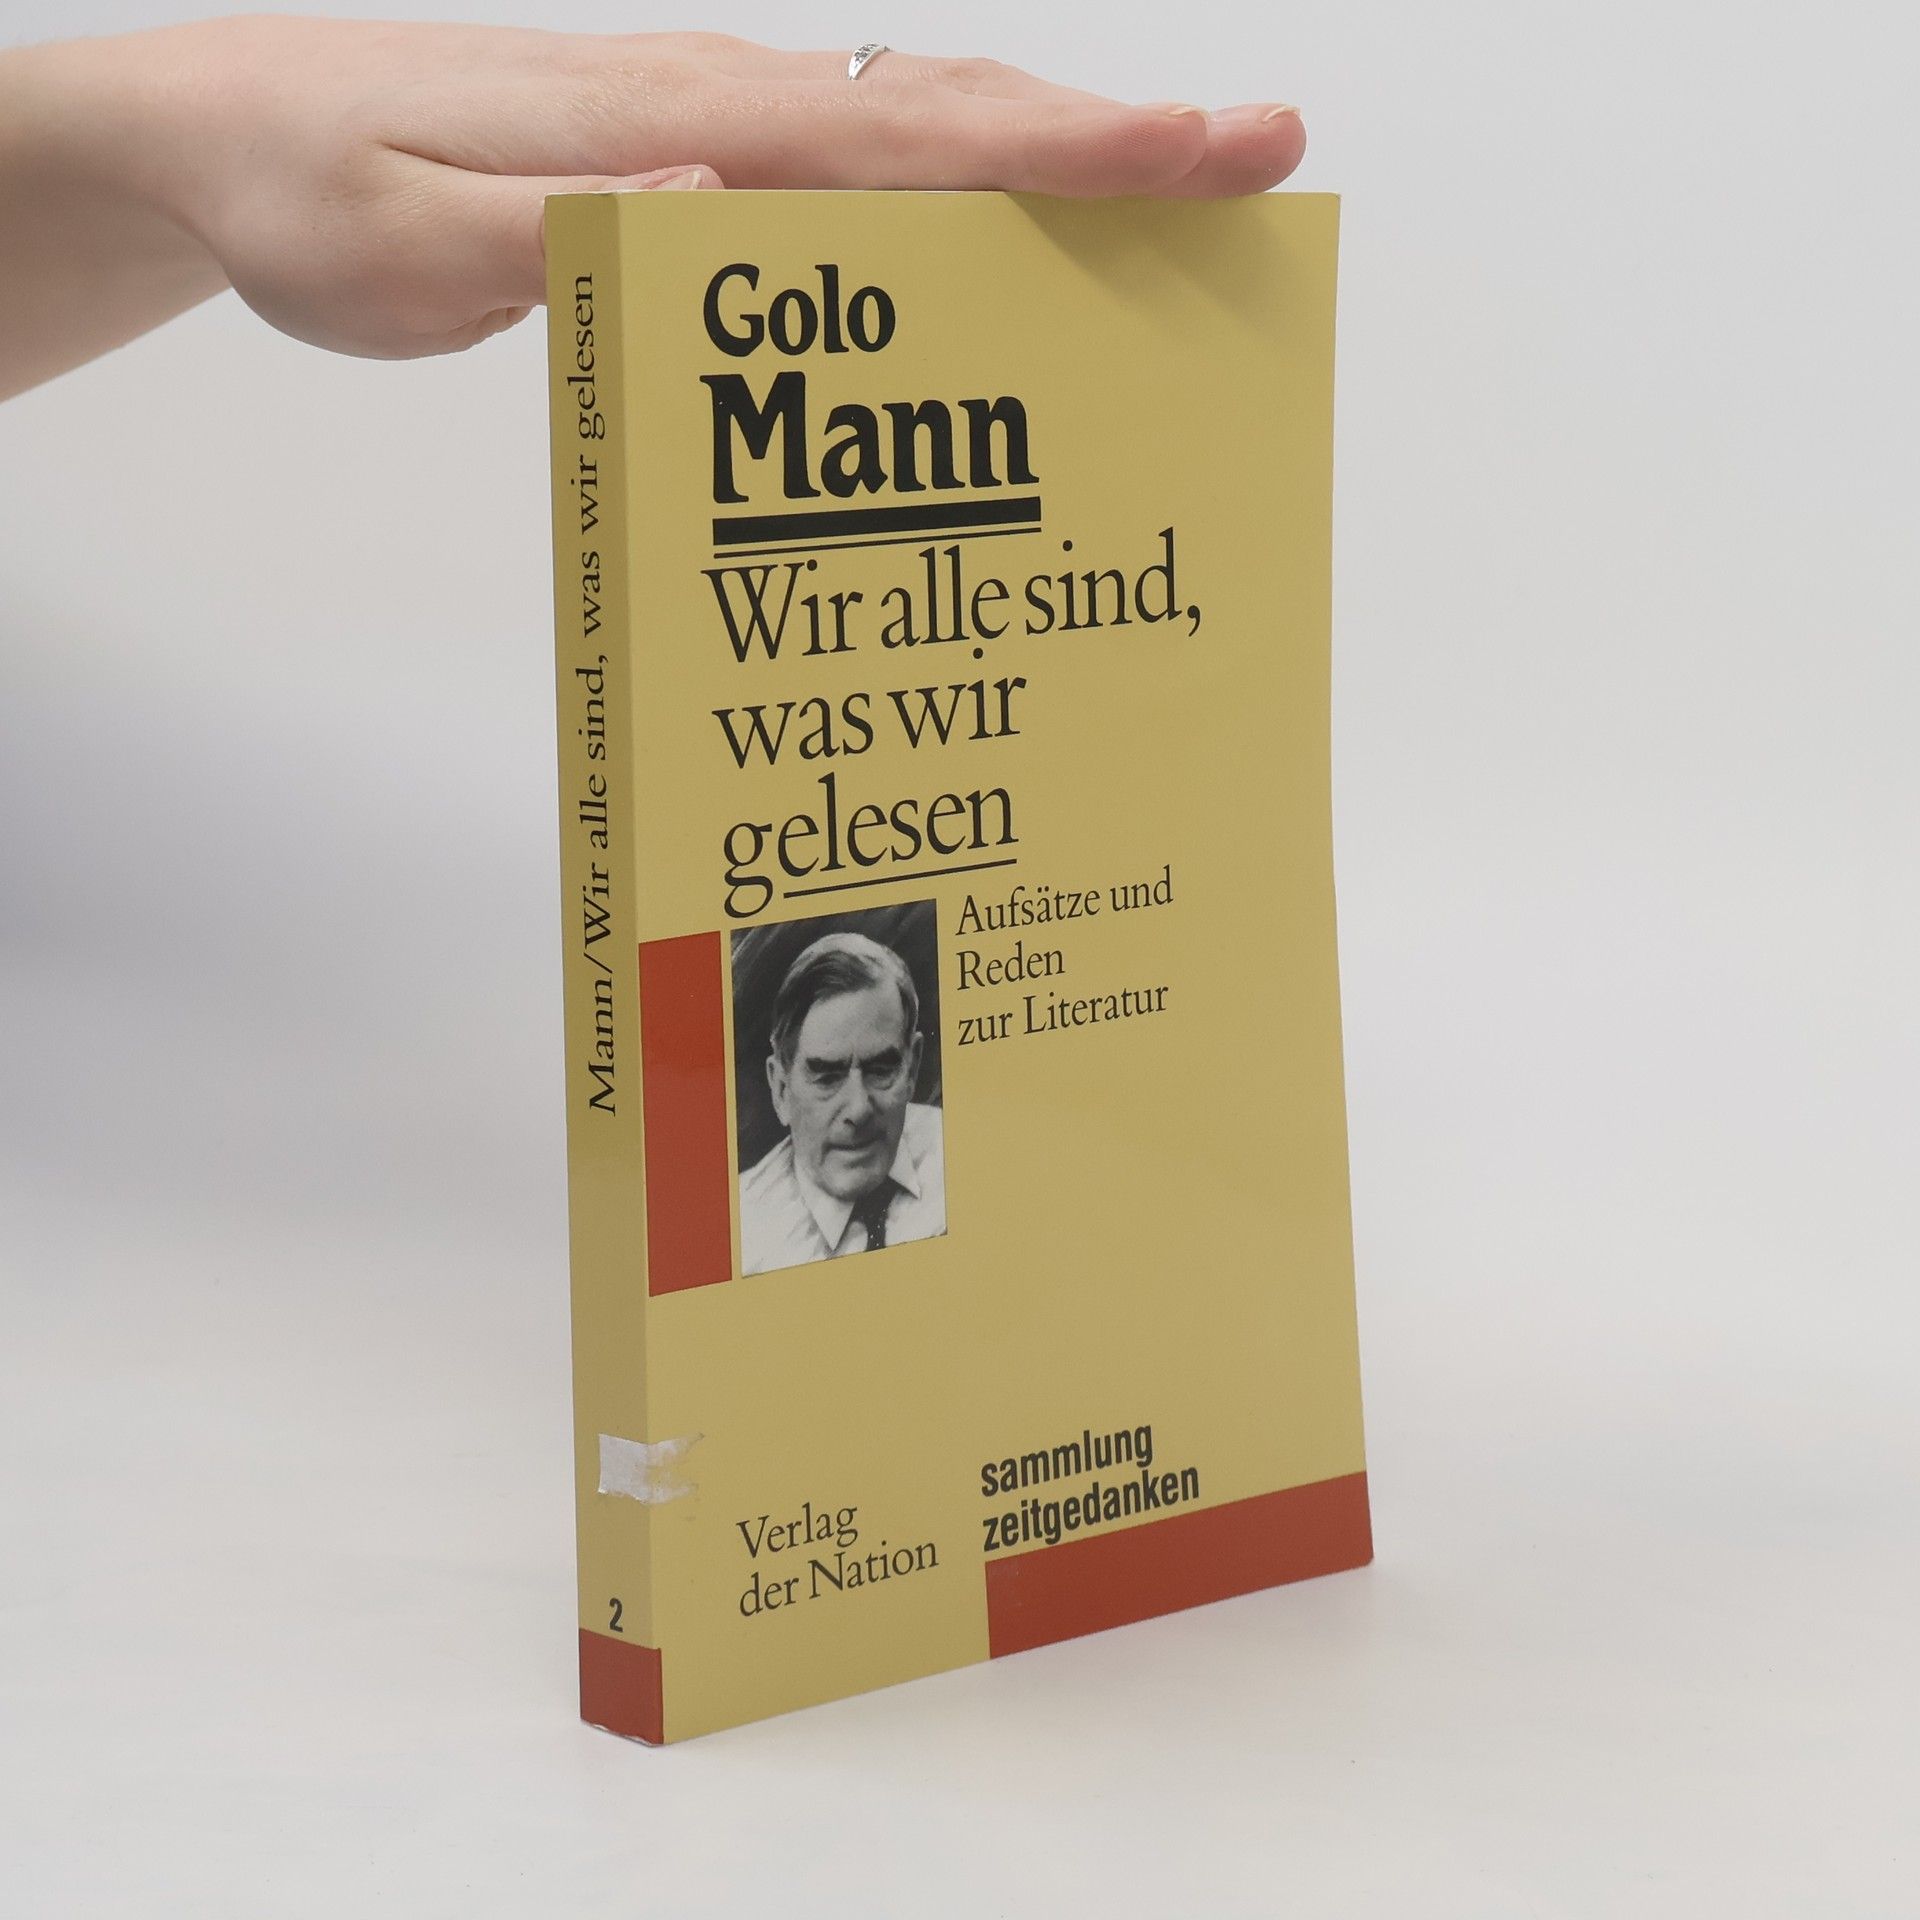 Mann/Wir alle sind, was wir gelesen
2
Golo
Mann
Wir alle sind,
was wir
gelesen
Aufsätze und
Reden
zur Literatur
sammlung
zeitgedanken
Verlag
der Nation